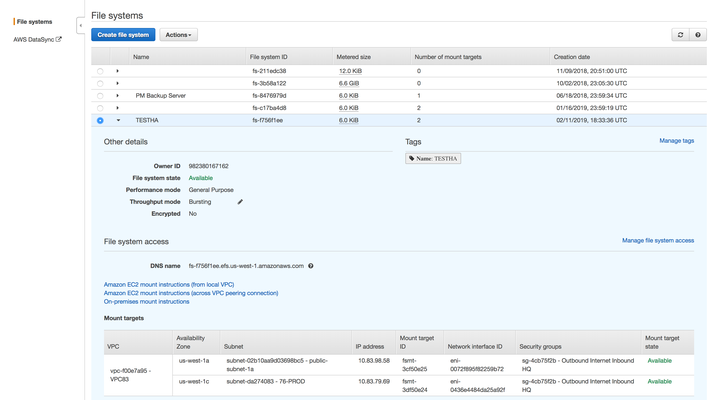 File systems
AWS DataSync
File systems
Create file system
Actions
Name File system ID Metered size Number of mount targets Creation date
fs-211edc38 12.0 KiB 0 11/09/2018, 20:51:00 UTC
fs-3b58a122 6.6 GiB 0 10/02/2018, 23:05:30 UTC
PM Backup Server fs-8476979d 6.0 KiB 1 06/18/2018, 23:59:34 UTC
fs-c17ba4d8 6.0 KiB 2 01/16/2019, 23:59:19 UTC
TESTHA fs-f756f1ee 6.0 KiB 2 02/11/2019, 18:33:36 UTC
Other details
Tags
Manage tags
Owner ID 982380167162
Name: TESTHA
File system state Available
Performance mode General Purpose
Throughput mode Bursting
Encrypted No
File system access
Manage file system access
DNS name fs-f756f1ee.efs.us-west-1.amazonaws.com
Amazon EC2 mount instructions (from local VPC)
Amazon EC2 mount instructions (across VPC peering connection)
On-premises mount instructions
Mount targets
VPC Availability Zone Subnet IP address Mount target ID Network interface ID Security groups Mount target state
vpc-f00e7a95 - VPC83
us-west-1a subnet-02b10aa9d03698bc5 - public-subnet-1a 10.83.98.58 fsmt-3cf50e25 eni-0072f895f82259b72 sg-4cb75f2b - Outbound Internet Inbound HQ Available
us-west-1c subnet-da274083 - 76-PROD 10.83.79.69 fsmt-3df50e24 eni-0436e4484da25a92f sg-4cb75f2b - Outbound Internet Inbound HQ Available